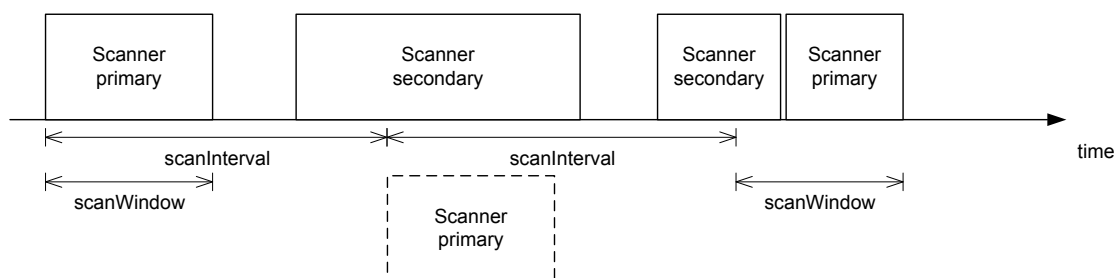 Scanner
primary
Scanner
secondary
Scanner
secondary
Scanner
primary
scanInterval
scanInterval
time
scanWindow
scanWindow
Scanner
primary